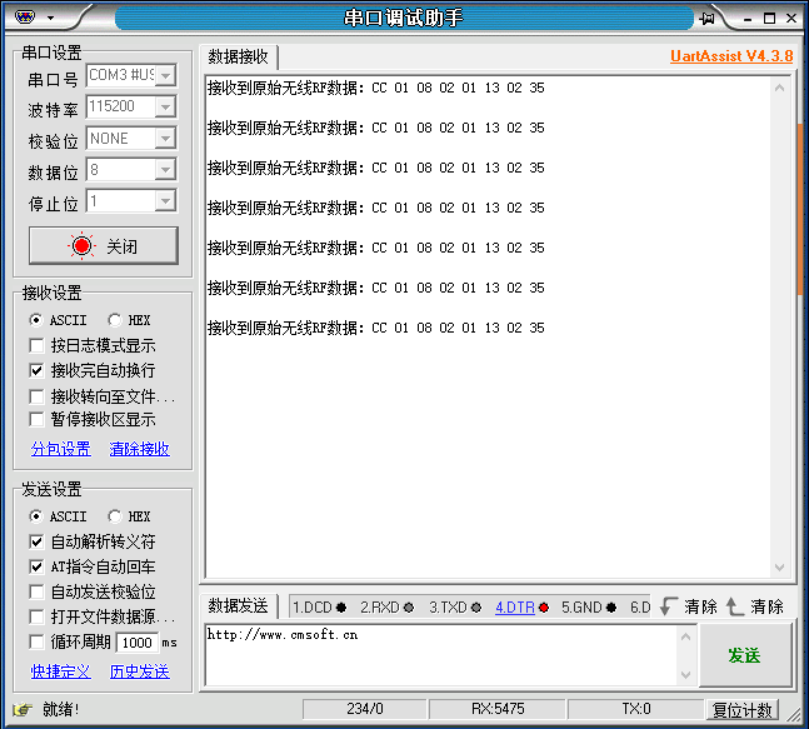 串口调试助手
串口设置
串口号 COM3 #US
波特率 115200
校验位 NONE
数据位 8
停止位 1
关闭
接收设置
ASCII HEX
按日志模式显示
接收完自动换行
接收转向至文件...
暂停接收区显示
分包设置 清除接收
发送设置
ASCII HEX
自动解析转义符
AT指令自动回车
自动发送校验位
打开文件数据源...
循环周期 1000 ms
快捷定义 历史发送
数据接收 UartAssist V4.3.8
接收到原始无线RF数据: CC 01 08 02 01 13 02 35
接收到原始无线RF数据: CC 01 08 02 01 13 02 35
接收到原始无线RF数据: CC 01 08 02 01 13 02 35
接收到原始无线RF数据: CC 01 08 02 01 13 02 35
接收到原始无线RF数据: CC 01 08 02 01 13 02 35
接收到原始无线RF数据: CC 01 08 02 01 13 02 35
接收到原始无线RF数据: CC 01 08 02 01 13 02 35
数据发送 1.DCD 2.RXD 3.TXD 4.DTR 5.GND 6.D 清除 清除
http://www.cmsoft.cn
发送
就绪! 234/0 RX:5475 TX:0 复位计数